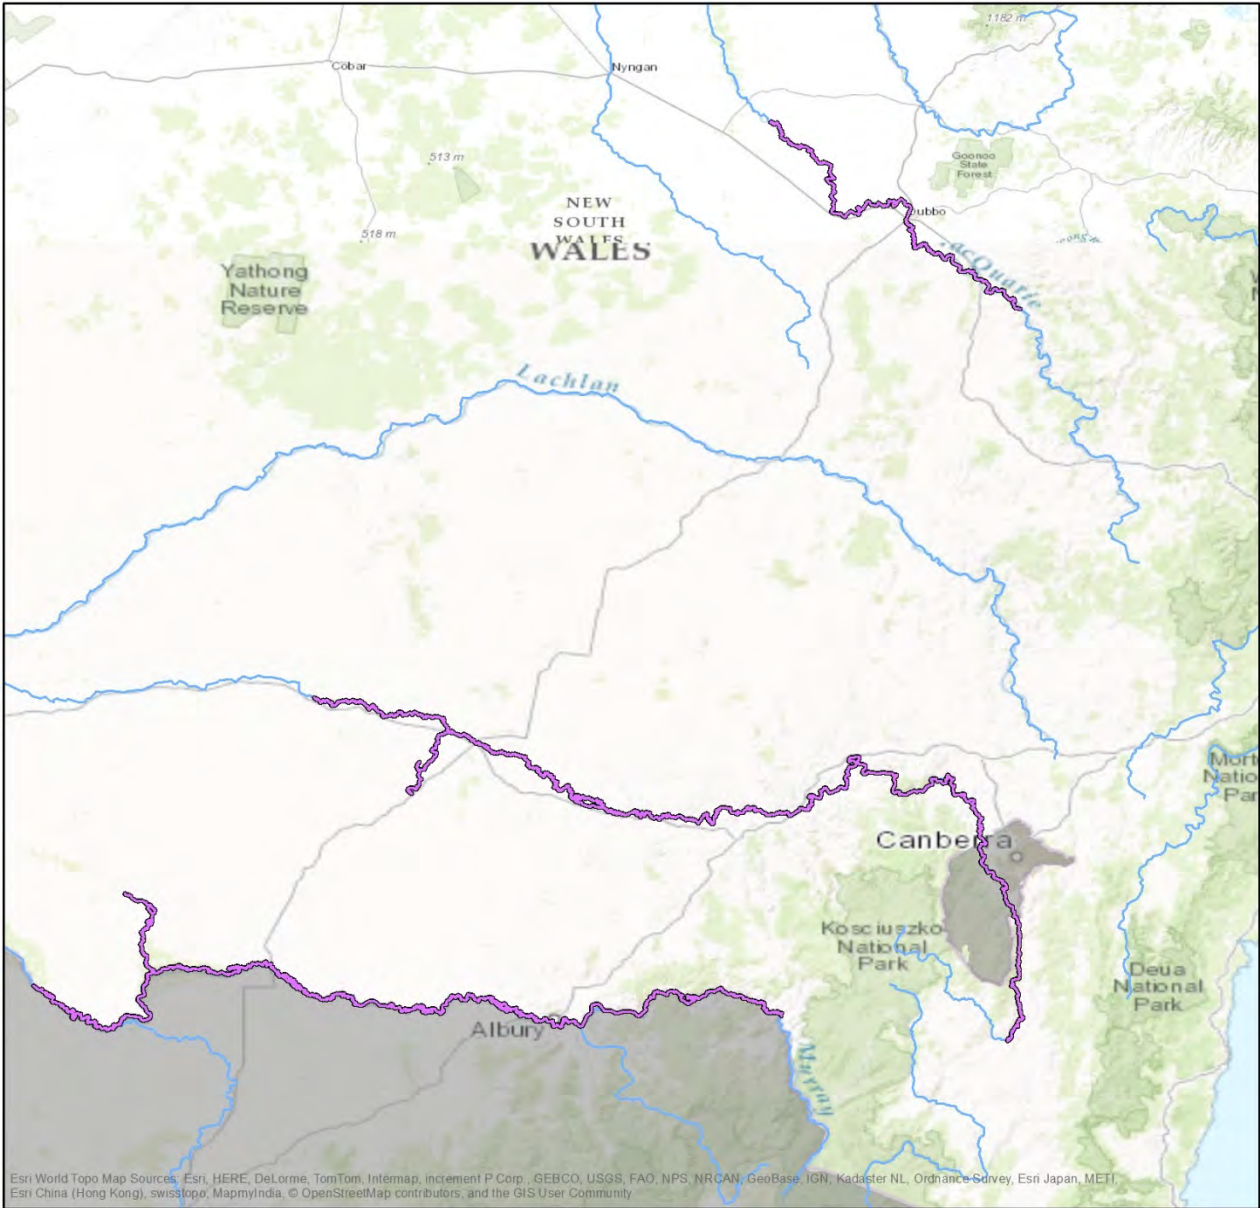 1182 m
Cobar
Nyngan
513 m
Goonoo
State
Forest
NEW
SOUTH
WALES
WALES
Dubbo
518 m
Yathong
Nature
Reserve
MacQuarie
Lachlan
Canberra
Kosciuszko
National
Park
Deua
National
Park
Albury
Murray
Esri World Topo Map Sources: Esri, HERE, DeLorme, TomTom, Intermap, increment P Corp., GEBCO, USGS, FAO, NPS, NRCAN, GeoBase, IGN, Kadaster NL, Ordnance Survey, Esri Japan, METI,
Esri China (Hong Kong), swisstopo, MapmyIndia, © OpenStreetMap contributors, and the GIS User Community